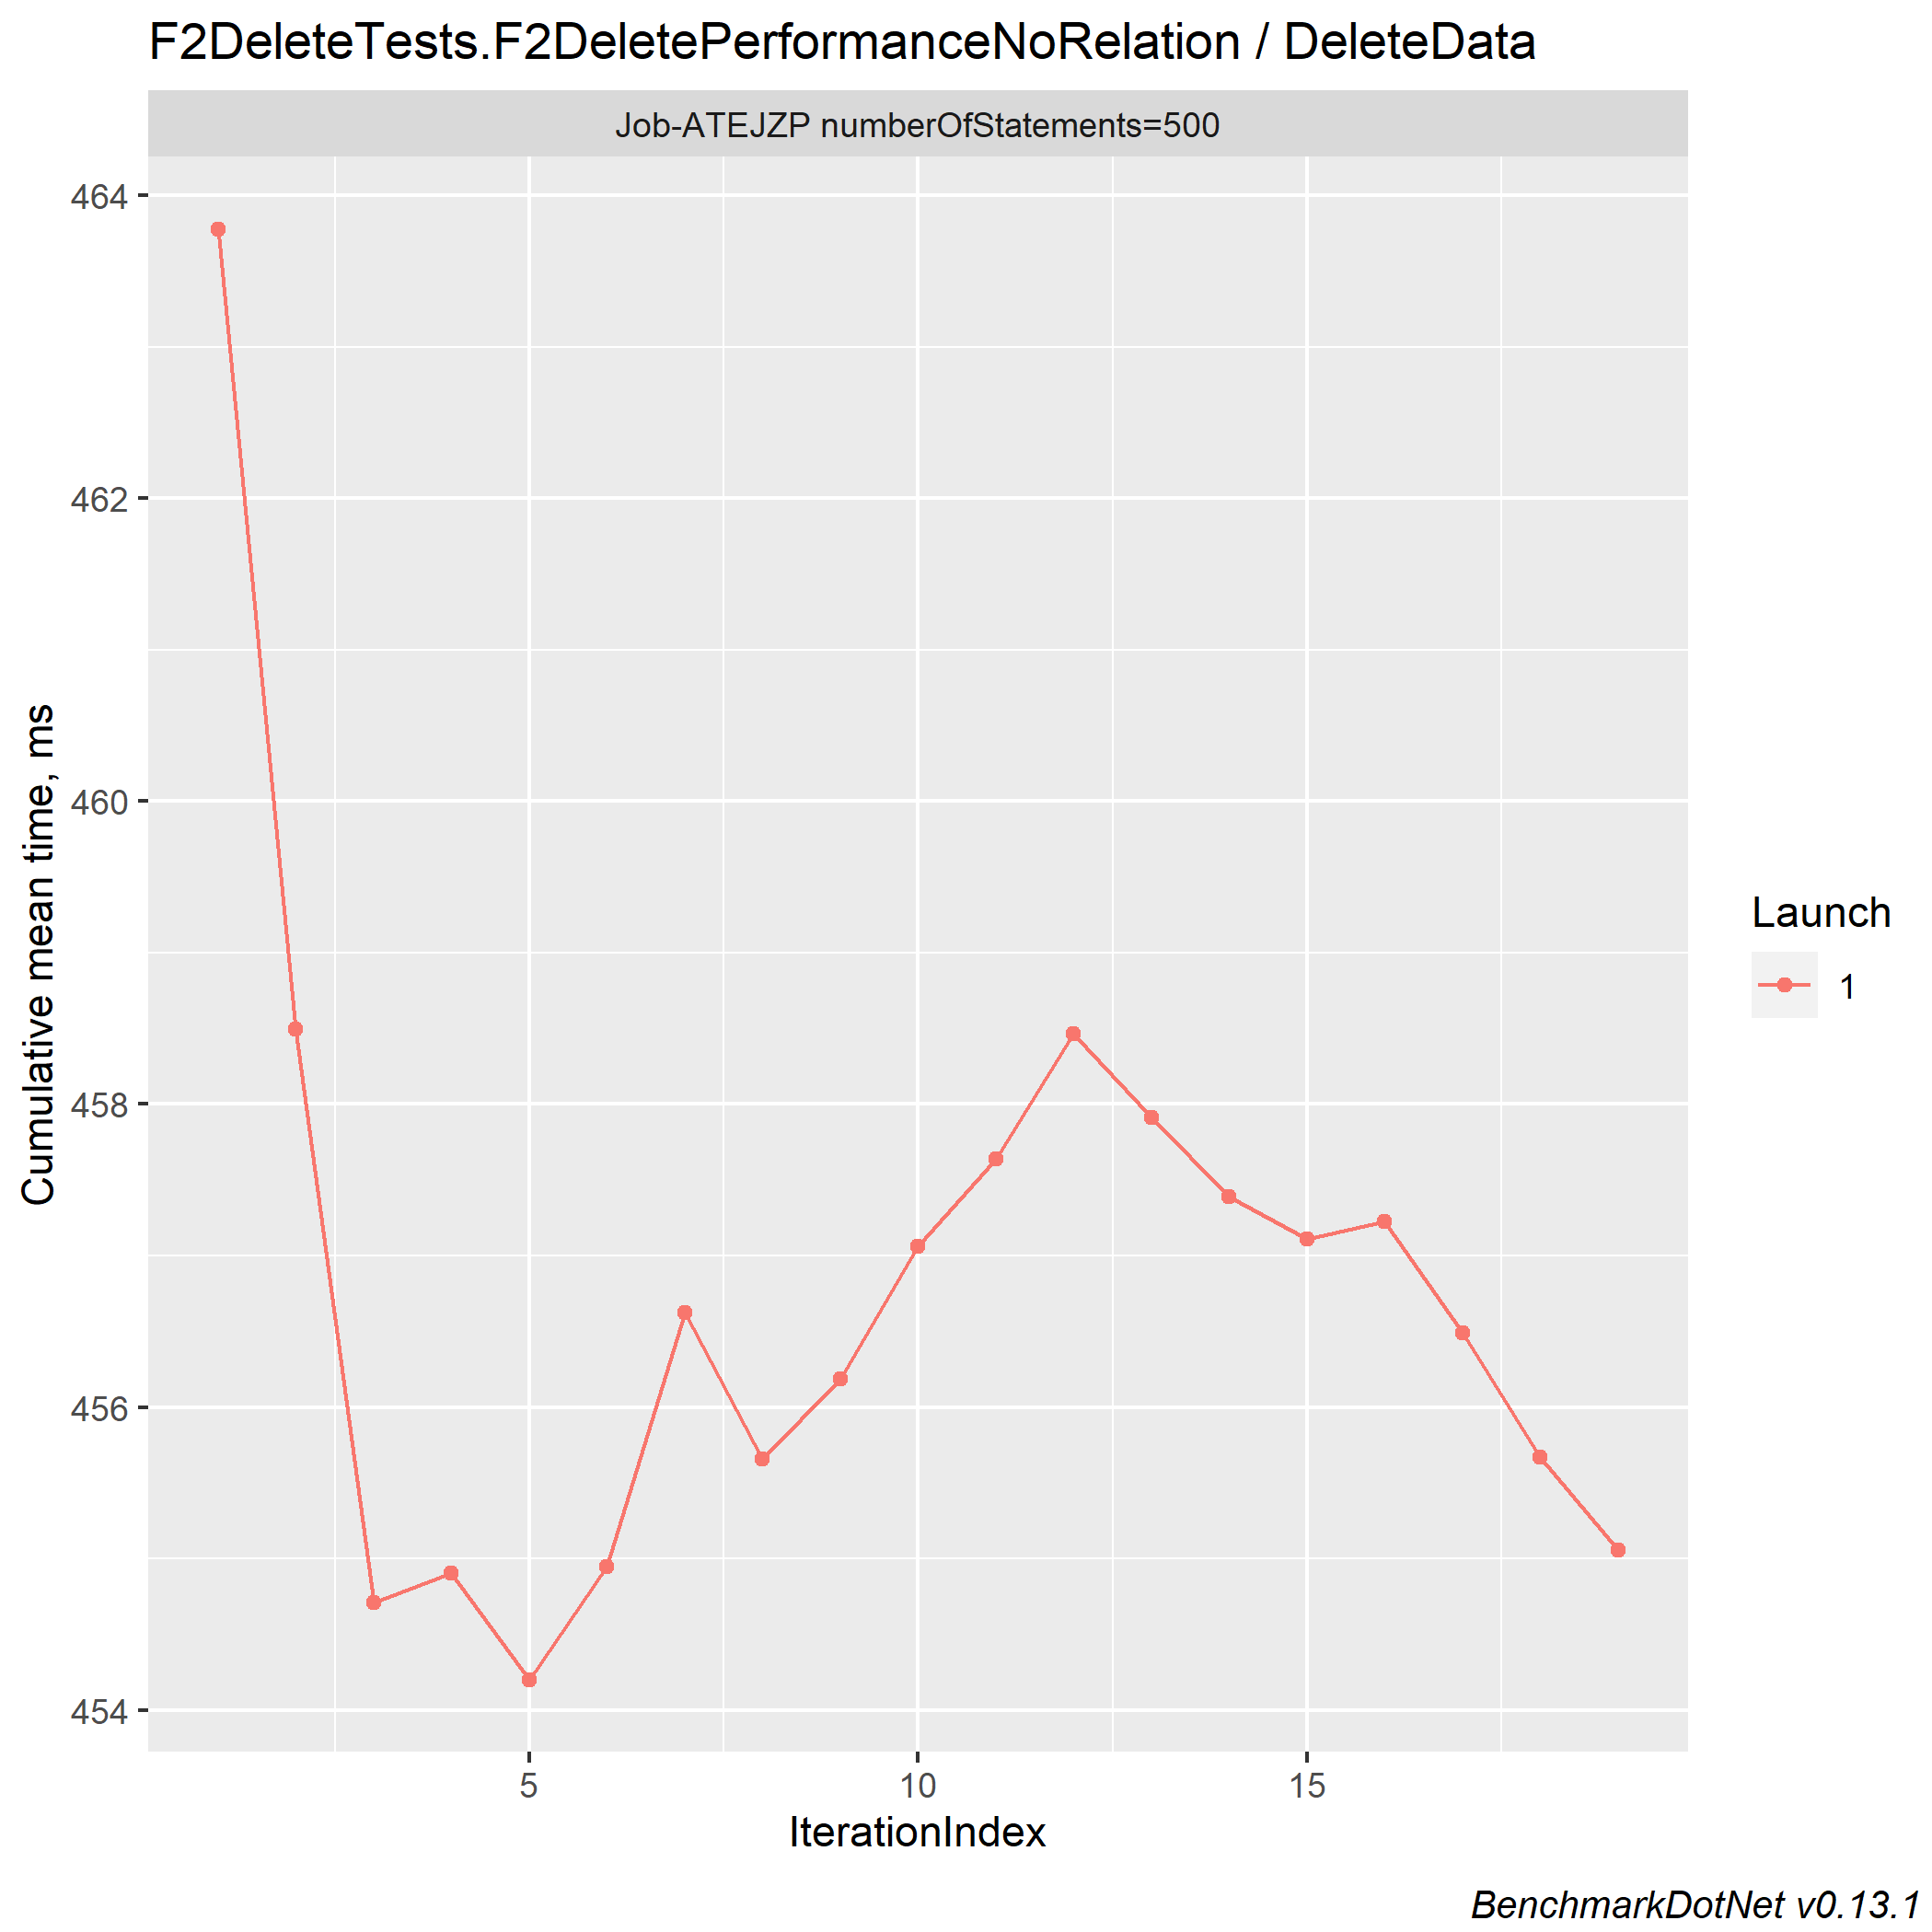 F2DeleteTests.F2DeletePerformanceNoRelation / DeleteData
Job-ATEJZP numberOfStatements=500
464
462
460
458
456
454
Cumulative mean time, ms
5 10 15
IterationIndex
Launch
1
BenchmarkDotNet v0.13.1